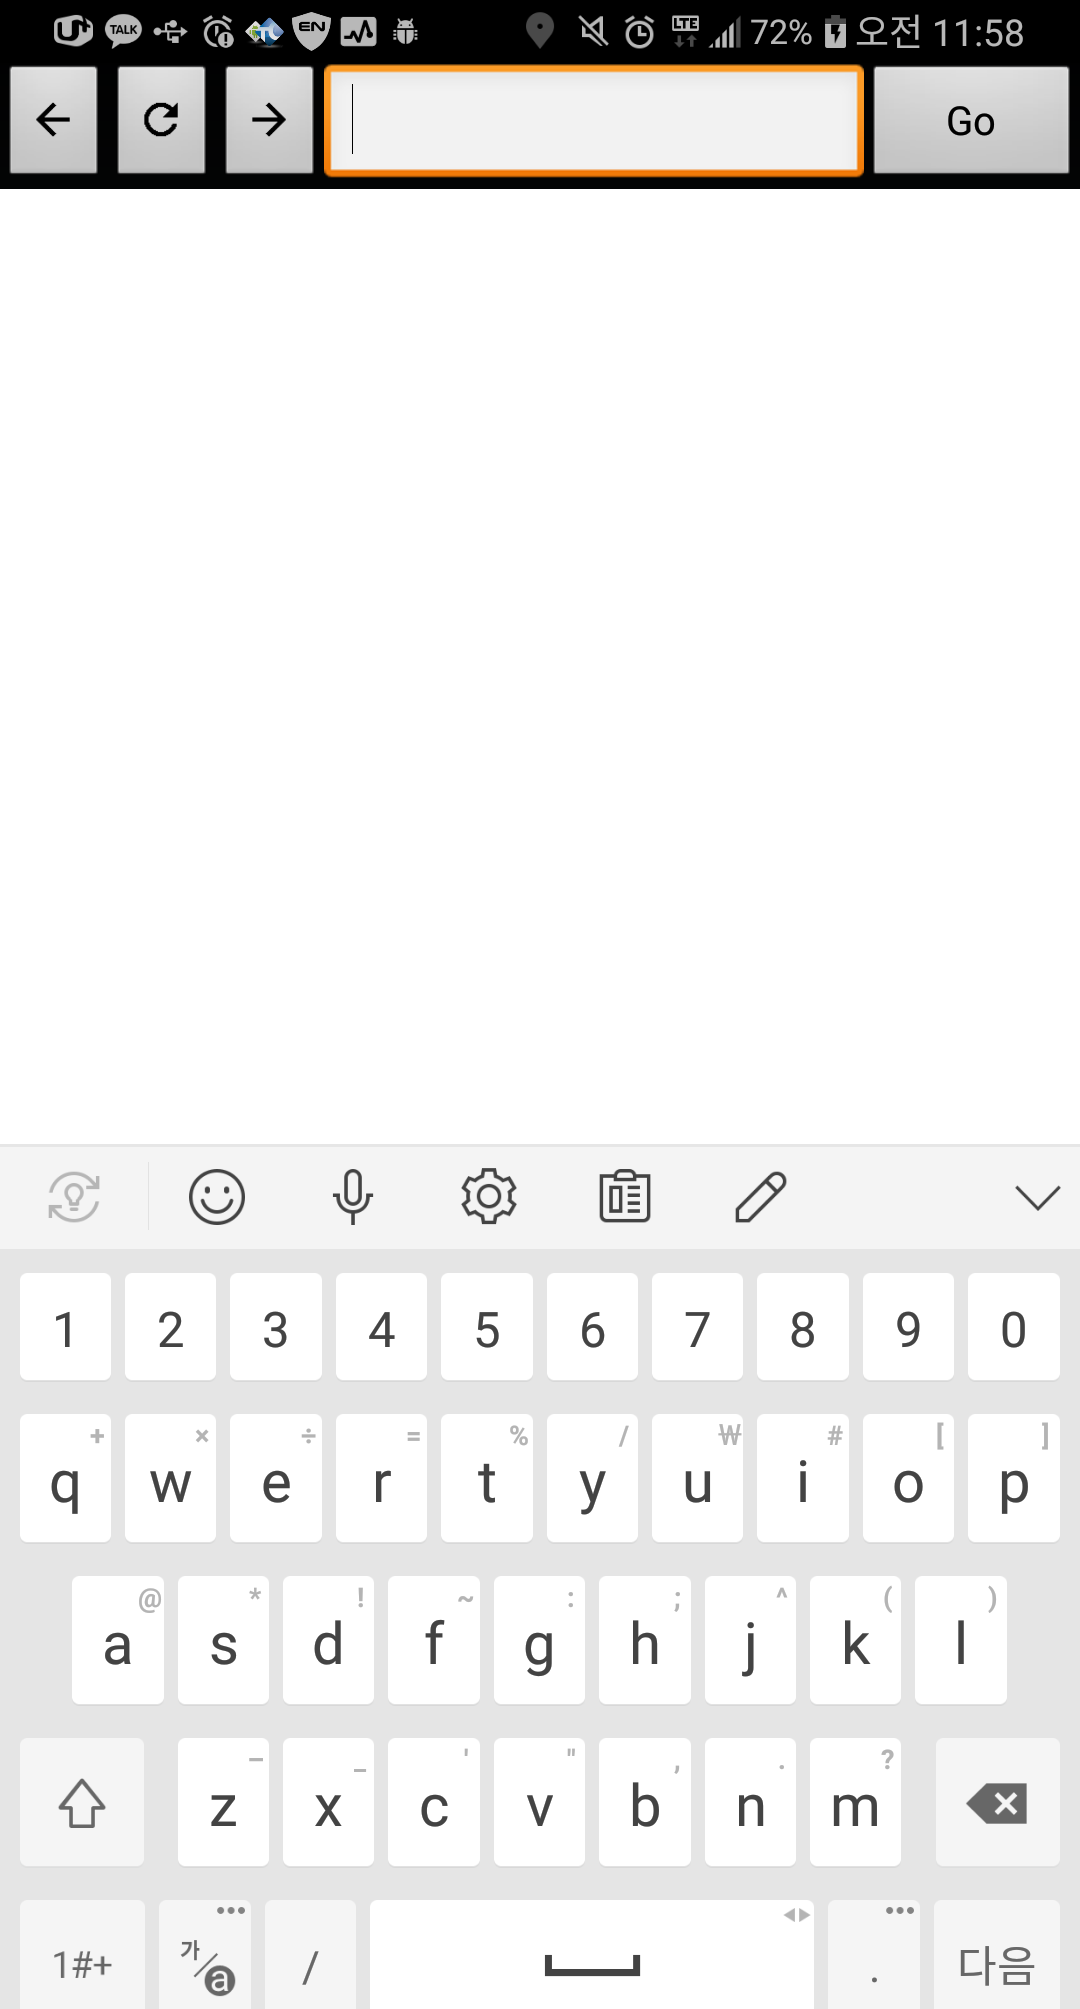 U+ TALK EN LTE 72% 오전 11:58
Go
1 2 3 4 5 6 7 8 9 0
+ × ÷ = % / ₩ # [ ]
q w e r t y u i o p
@ * ! ~ : ; ^ ( )
a s d f g h j k l
– _ ' " , . ?
z x c v b n m
1#+ 가/a / . 다음